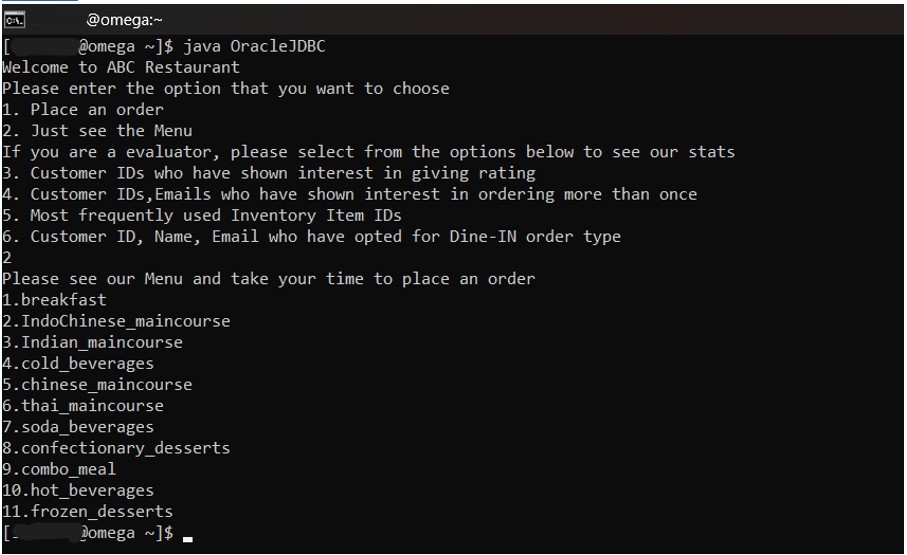 @omega:~
[ @omega ~]$ java OracleJDBC
Welcome to ABC Restaurant
Please enter the option that you want to choose
1. Place an order
2. Just see the Menu
If you are a evaluator, please select from the options below to see our stats
3. Customer IDs who have shown interest in giving rating
4. Customer IDs,Emails who have shown interest in ordering more than once
5. Most frequently used Inventory Item IDs
6. Customer ID, Name, Email who have opted for Dine-IN order type
2
Please see our Menu and take your time to place an order
1.breakfast
2.IndoChinese_maincourse
3.Indian_maincourse
4.cold_beverages
5.chinese_maincourse
6.thai_maincourse
7.soda_beverages
8.confectionary_desserts
9.combo_meal
10.hot_beverages
11.frozen_desserts
[ @omega ~]$